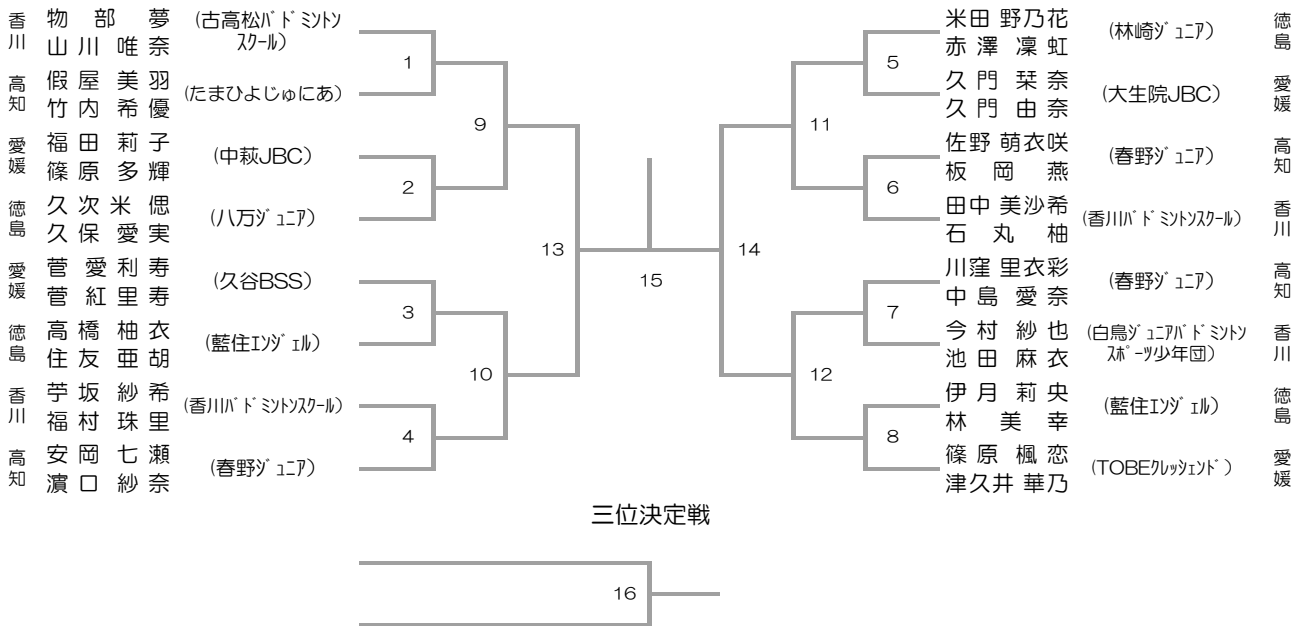 香川 物部 夢 (古高松ﾊﾞﾄﾞﾐﾝﾄﾝ
山川 唯奈 ｽｸｰﾙ)
1
高知 假屋 美羽 (たまひよじゅにあ)
竹内 希優
9
愛媛 福田 莉子 (中萩JBC)
篠原 多輝
2
徳島 久次米 偲 (八万ｼﾞｭﾆｱ)
久保 愛実
13
愛媛 菅 愛利寿 (久谷BSS)
菅 紅里寿
3
徳島 高橋 柚衣 (藍住ｴﾝｼﾞｪﾙ)
住友 亜胡
10
香川 苧坂 紗希 (香川ﾊﾞﾄﾞﾐﾝﾄﾝｽｸｰﾙ)
福村 珠里
4
高知 安岡 七瀬 (春野ｼﾞｭﾆｱ)
濵口 紗奈
15
米田 野乃花 (林崎ｼﾞｭﾆｱ) 徳島
赤澤 凜虹
5
久門 栞奈 (大生院JBC) 愛媛
久門 由奈
11
佐野 萌衣咲 (春野ｼﾞｭﾆｱ) 高知
板岡 燕
6
田中 美沙希 (香川ﾊﾞﾄﾞﾐﾝﾄﾝｽｸｰﾙ) 香川
石丸 柚
14
川窪 里衣彩 (春野ｼﾞｭﾆｱ) 高知
中島 愛奈
7
今村 紗也 (白鳥ｼﾞｭﾆｱﾊﾞﾄﾞﾐﾝﾄﾝ 香川
池田 麻衣 ｽﾎﾟｰﾂ少年団)
12
伊月 莉央 (藍住ｴﾝｼﾞｪﾙ) 徳島
林 美幸
8
篠原 楓恋 (TOBEｸﾚｯｼｪﾝﾄﾞ) 愛媛
津久井 華乃
三位決定戦
16